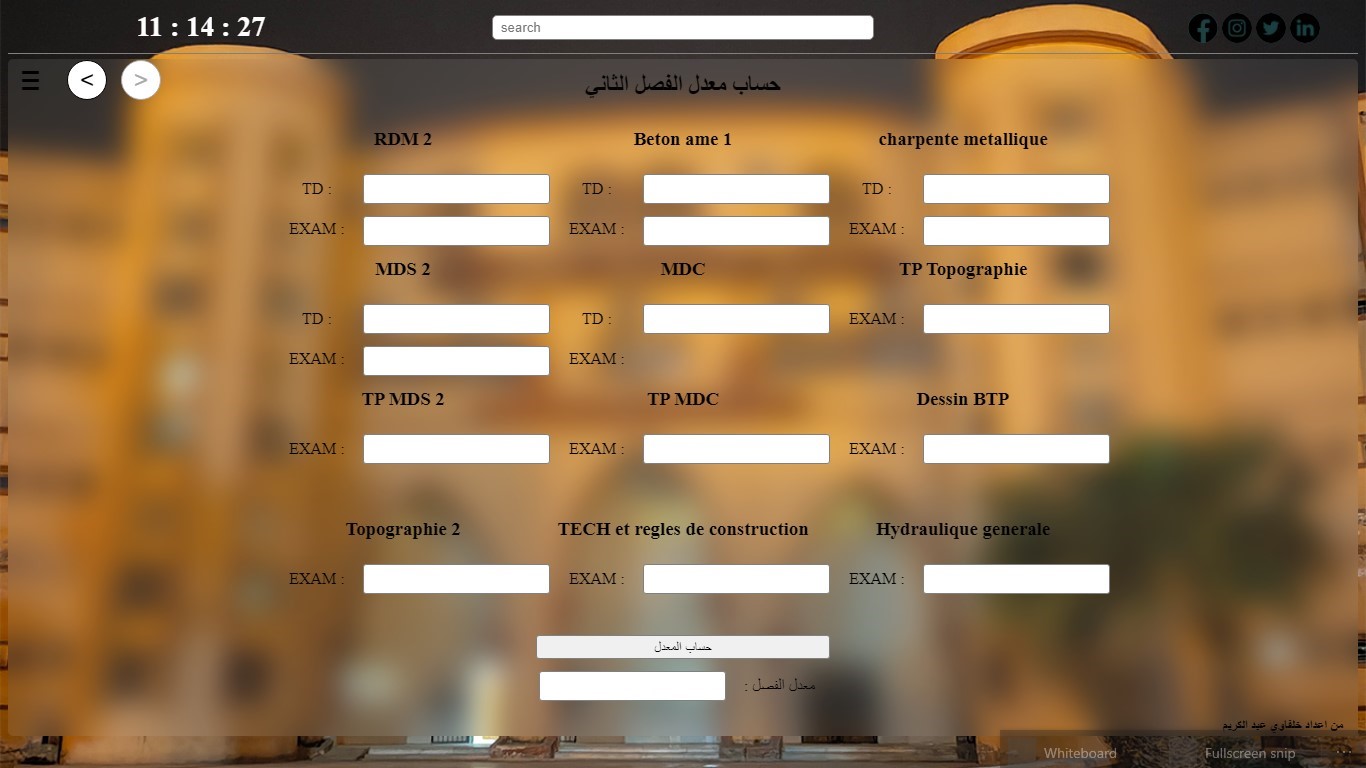 11 : 14 : 27
search
< >
حساب معدل الفصل الثاني
RDM 2 Beton ame 1 charpente metallique
TD : TD : TD :
EXAM : EXAM : EXAM :
MDS 2 MDC TP Topographie
TD : TD : EXAM :
EXAM : EXAM :
TP MDS 2 TP MDC Dessin BTP
EXAM : EXAM : EXAM :
Topographie 2 TECH et regles de construction Hydraulique generale
EXAM : EXAM : EXAM :
حساب المعدل
معدل الفصل :
من اعداد خلفاوي عبد الكريم
Whiteboard Fullscreen snip ...